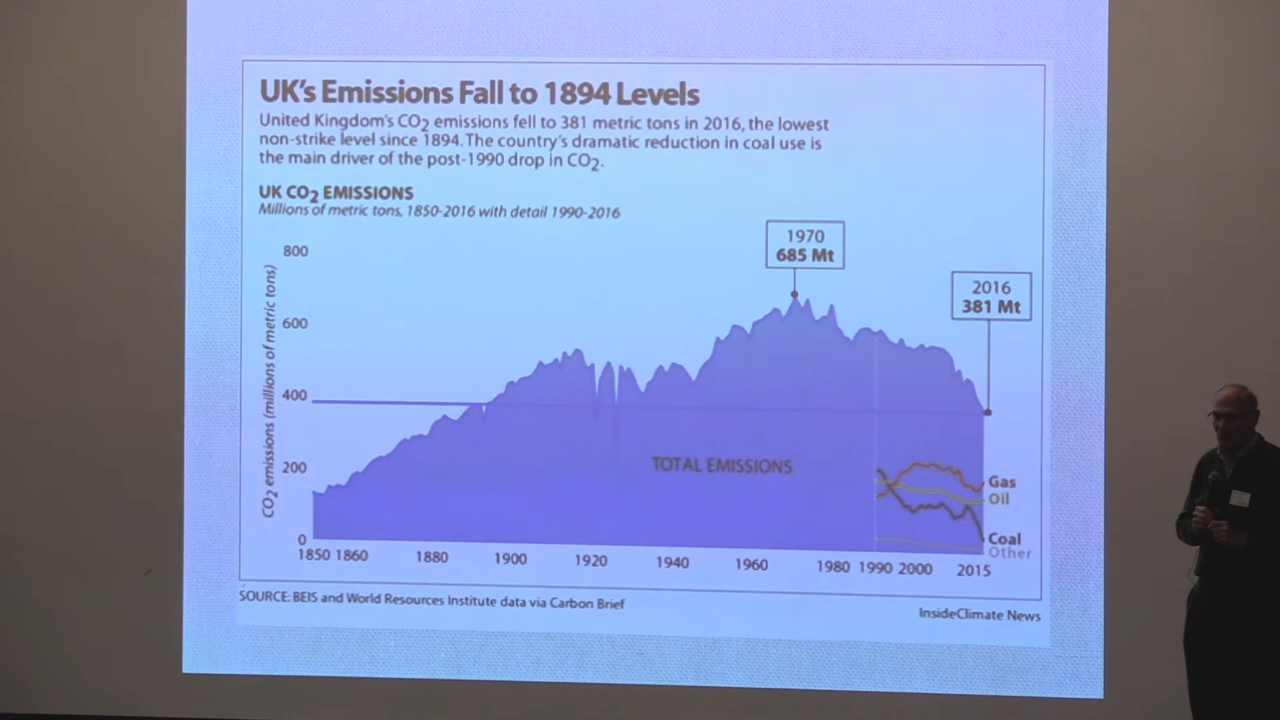 UK's Emissions Fall to 1894 Levels
United Kingdom's CO2 emissions fell to 381 metric tons in 2016, the lowest
non-strike level since 1894. The country's dramatic reduction in coal use is
the main driver of the post-1990 drop in CO2.
UK CO2 EMISSIONS
Millions of metric tons, 1850-2016 with detail 1990-2016
1970
685 Mt
2016
381 Mt
CO2 emissions (millions of metric tons)
800
600
400
200
0
TOTAL EMISSIONS
Gas
Oil
Coal
Other
1850 1860 1880 1900 1920 1940 1960 1980 1990 2000 2015
SOURCE: BEIS and World Resources Institute data via Carbon Brief
InsideClimate News